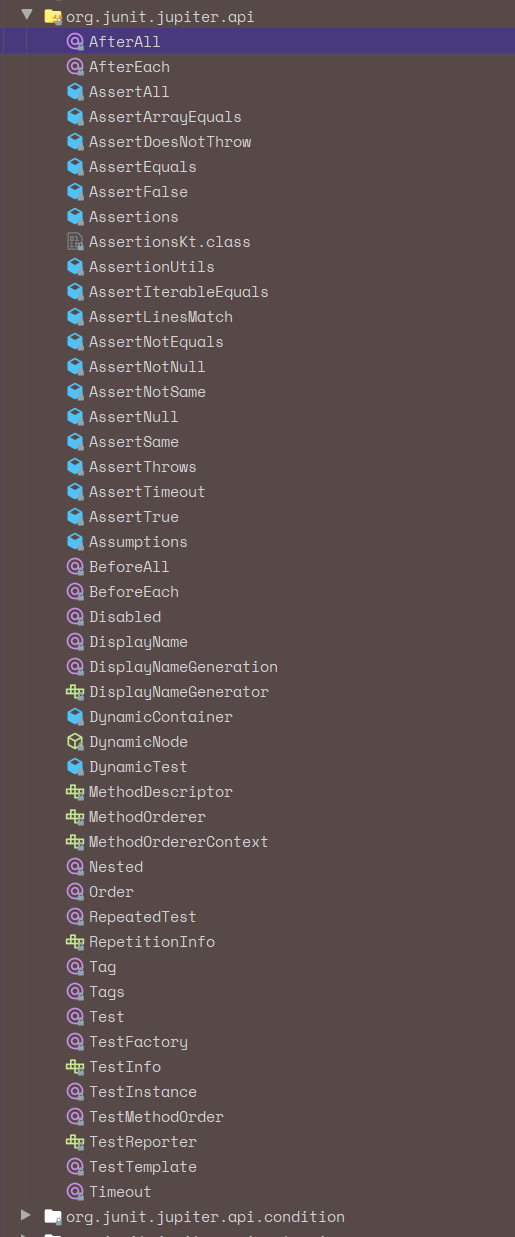 org.junit.jupiter.api
AfterAll
AfterEach
AssertAll
AssertArrayEquals
AssertDoesNotThrow
AssertEquals
AssertFalse
Assertions
AssertionsKt.class
AssertionUtils
AssertIterableEquals
AssertLinesMatch
AssertNotEquals
AssertNotNull
AssertNotSame
AssertNull
AssertSame
AssertThrows
AssertTimeout
AssertTrue
Assumptions
BeforeAll
BeforeEach
Disabled
DisplayName
DisplayNameGeneration
DisplayNameGenerator
DynamicContainer
DynamicNode
DynamicTest
MethodDescriptor
MethodOrderer
MethodOrdererContext
Nested
Order
RepeatedTest
RepetitionInfo
Tag
Tags
Test
TestFactory
TestInfo
TestInstance
TestMethodOrder
TestReporter
TestTemplate
Timeout
org.junit.jupiter.api.condition